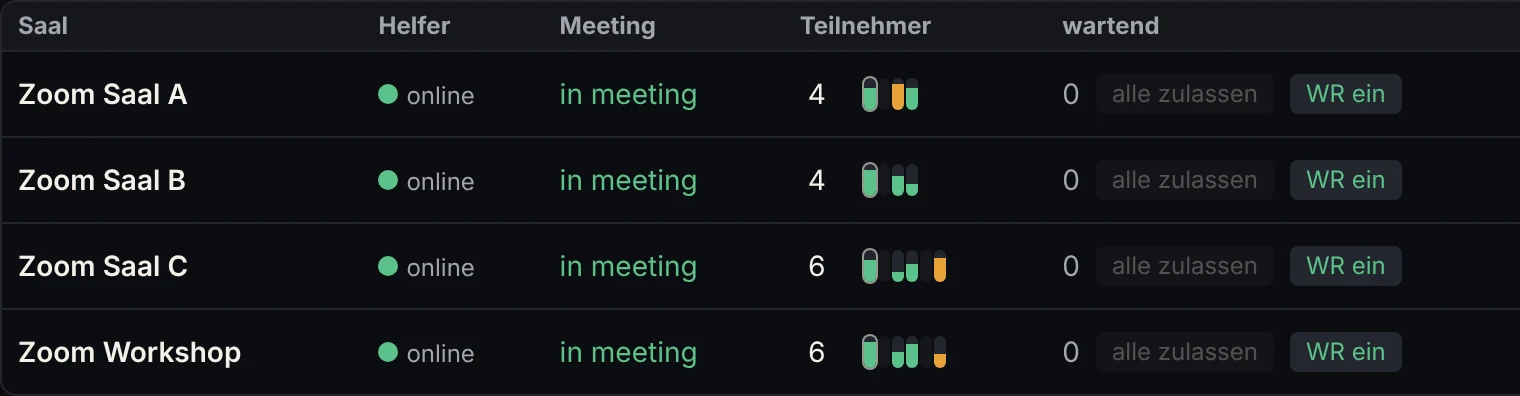 Saal Helfer Meeting Teilnehmer wartend
Zoom Saal A online in meeting 4 0 alle zulassen WR ein
Zoom Saal B online in meeting 4 0 alle zulassen WR ein
Zoom Saal C online in meeting 6 0 alle zulassen WR ein
Zoom Workshop online in meeting 6 0 alle zulassen WR ein